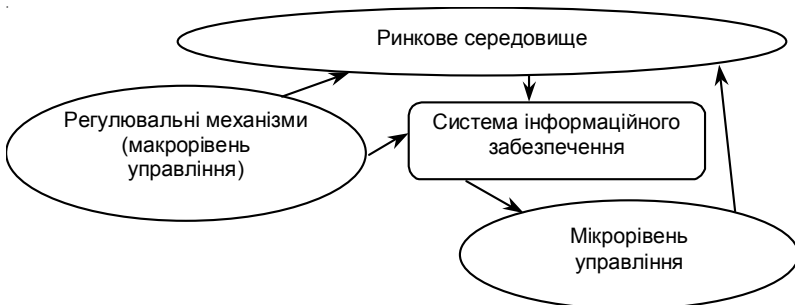 Ринкове середовище
Регулювальні механізми
(макрорівень
управління)
Система інформаційного
забезпечення
Мікрорівень
управління